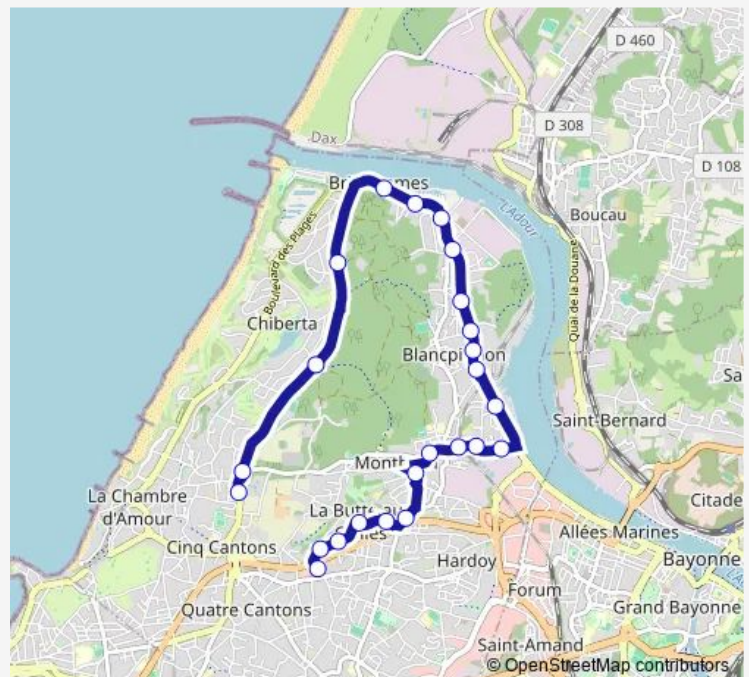 D 460
D 308
Dax
D 108
L'Adour
Boucau
Boulevard des Plages
Quai de la Douane
Chiberta
Saint-Bernard
La Chambre
d'Amour
Citade
Cinq Cantons
Allées Marines
Bayonne
Hardoy
Forum
Quatre Cantons
Grand Bayonne
Saint-Amand
© OpenStreetMap contributors